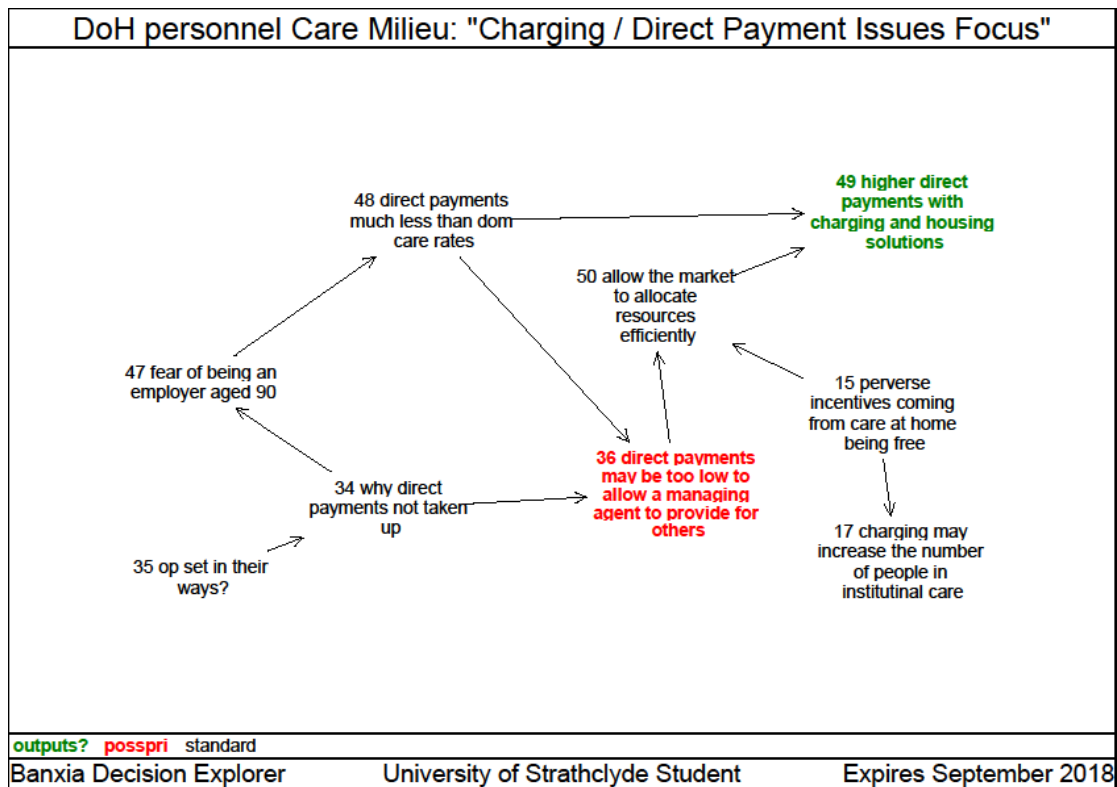 DoH personnel Care Milieu: "Charging / Direct Payment Issues Focus"
49 higher direct
payments with
charging and housing
solutions
48 direct payments
much less than dom
care rates
50 allow the market
to allocate
resources
efficiently
47 fear of being an
employer aged 90
15 perverse
incentives coming
from care at home
being free
36 direct payments
may be too low to
allow a managing
agent to provide for
others
34 why direct
payments not taken
up
17 charging may
increase the number
of people in
institutinal care
35 op set in their
ways?
outputs? posspri standard
Banxia Decision Explorer University of Strathclyde Student Expires September 2018